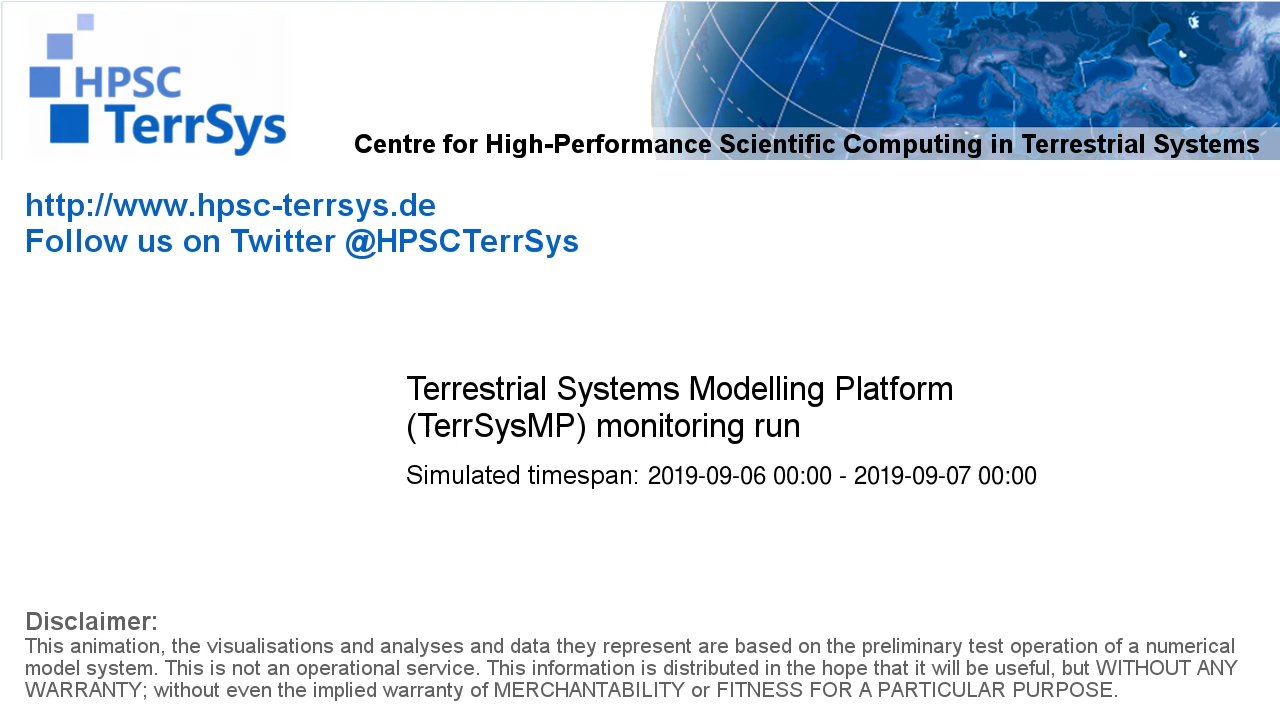 HPSC
TerrSys
Centre for High-Performance Scientific Computing in Terrestrial Systems
http://www.hpsc-terrsys.de
Follow us on Twitter @HPSCTerrSys
Terrestrial Systems Modelling Platform
(TerrSysMP) monitoring run
Simulated timespan: 2019-09-06 00:00 - 2019-09-07 00:00
Disclaimer:
This animation, the visualisations and analyses and data they represent are based on the preliminary test operation of a numerical
model system. This is not an operational service. This information is distributed in the hope that it will be useful, but WITHOUT ANY
WARRANTY; without even the implied warranty of MERCHANTABILITY or FITNESS FOR A PARTICULAR PURPOSE.